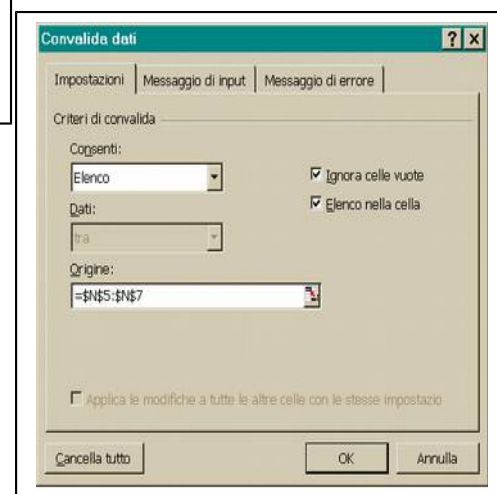 Convalida dati
Impostazioni Messaggio di input Messaggio di errore
Criteri di convalida
Consenti:
Elenco
Ignora celle vuote
Elenco nella cella
Dati:
tra
Origine:
=$N$5:$N$7
Applica le modifiche a tutte le altre celle con le stesse impostazio
Cancella tutto OK Annulla